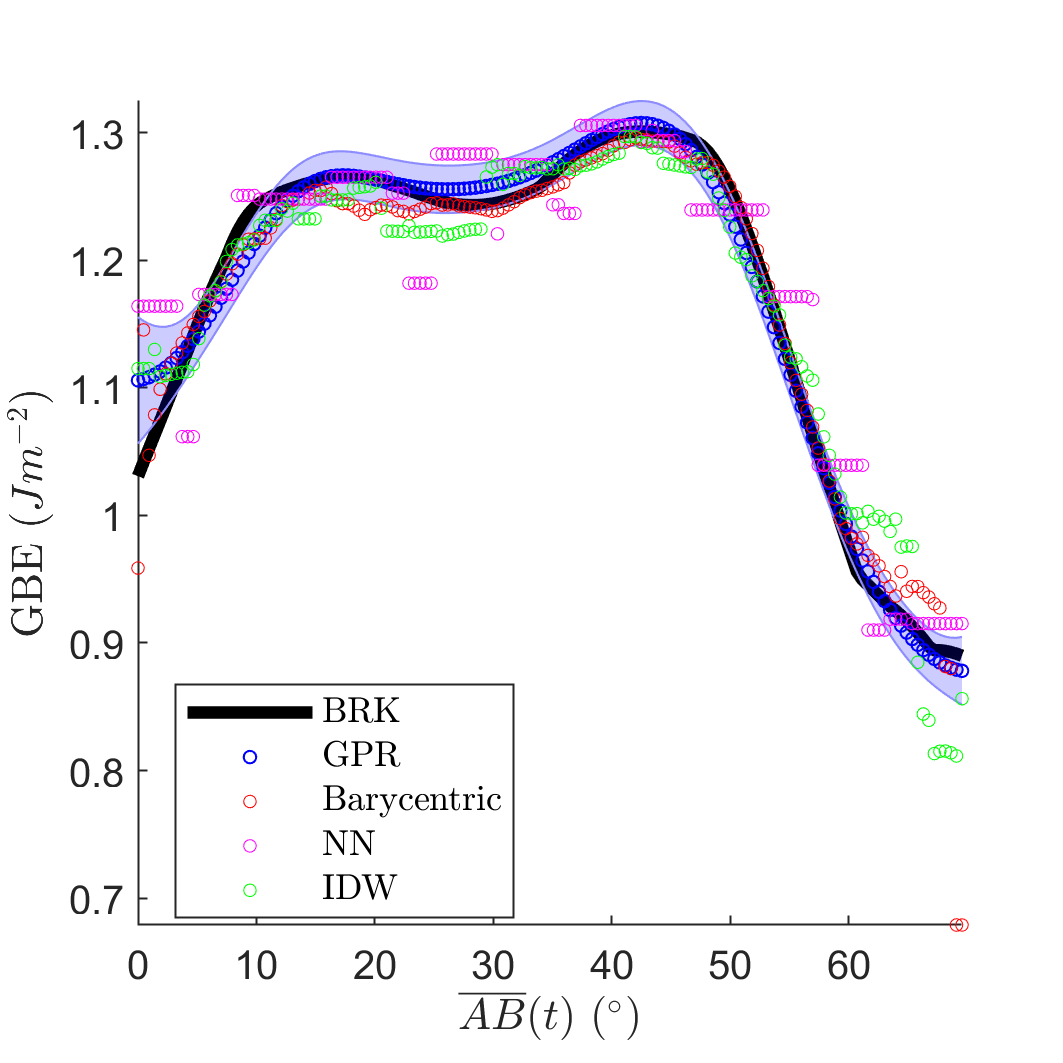 1.3
1.2
1.1
1
0.9
0.8
0.7
GBE (Jm⁻²)
BRK
GPR
Barycentric
NN
IDW
0 10 20 30 40 50 60
A̅B̅(t) (°)